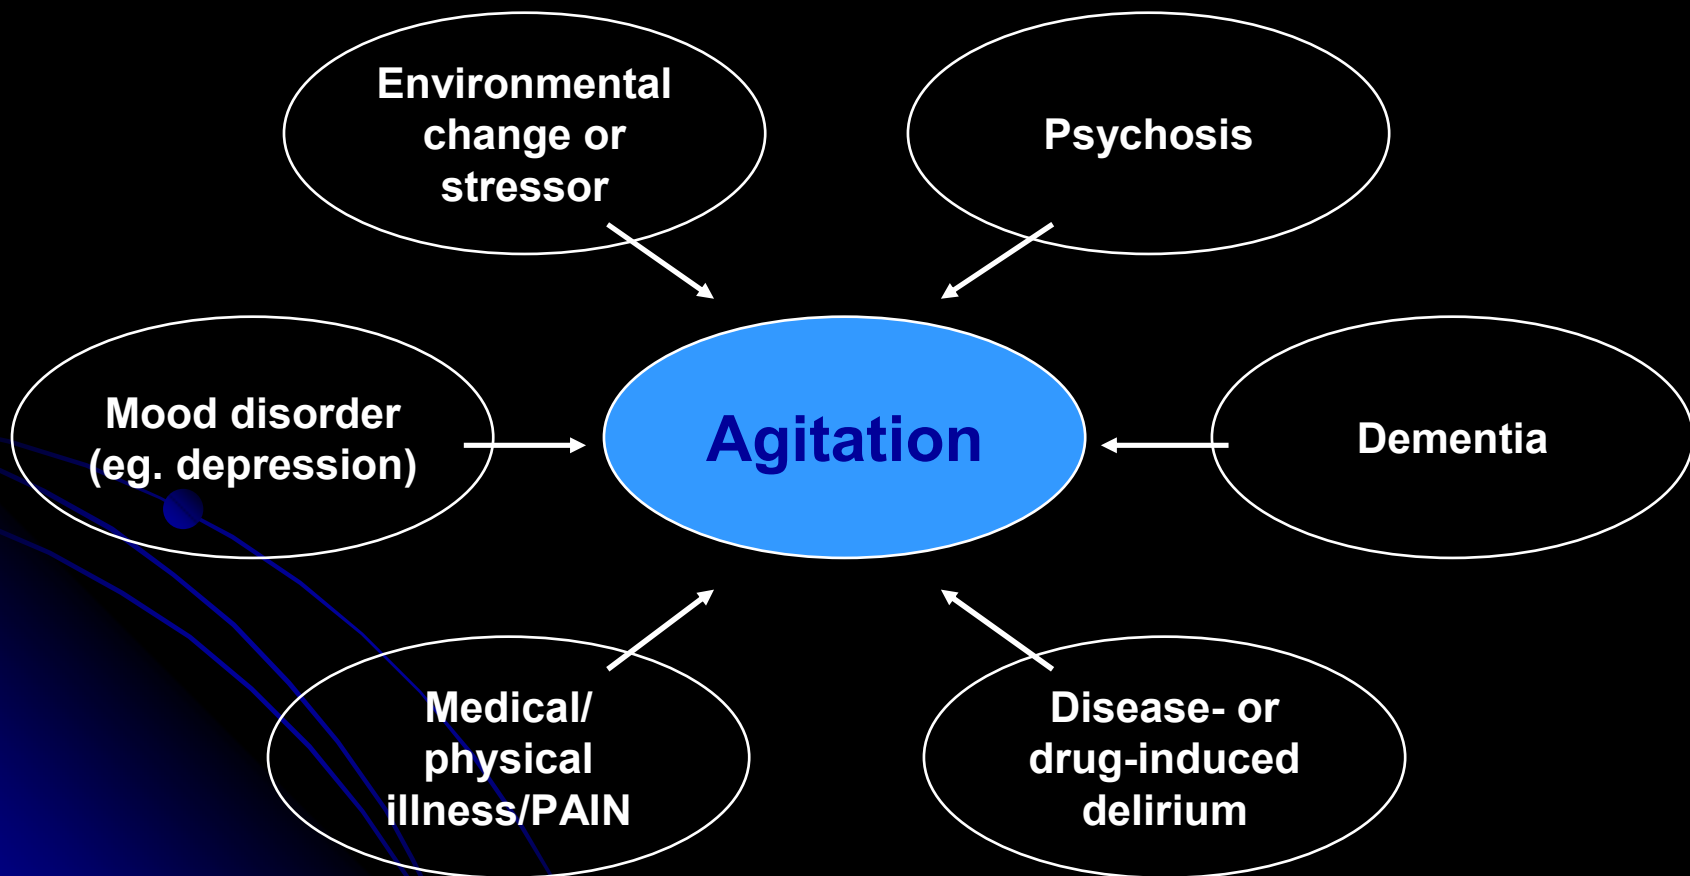 Environmental
change or
stressor
Psychosis
Mood disorder
(eg. depression)
Agitation
Dementia
Medical/
physical
illness/PAIN
Disease- or
drug-induced
delirium